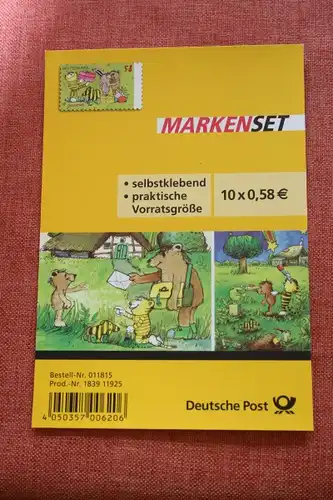 MARKENSET
• selbstklebend
• praktische
Vorratsgröße
10 x 0,58 €
Bestell-Nr. 011815
Prod.-Nr. 1839 11925
4 050357 006206
Deutsche Post